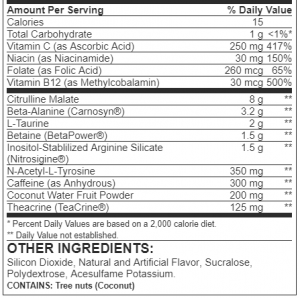 Amount Per Serving % Daily Value
Calories 15
Total Carbohydrate 1 g <1%*
Vitamin C (as Ascorbic Acid) 250 mg 417%
Niacin (as Niacinamide) 30 mg 150%
Folate (as Folic Acid) 260 mcg 65%
Vitamin B12 (as Methylcobalamin) 30 mcg 500%
Citrulline Malate 8 g **
Beta-Alanine (Carnosyn®) 3.2 g **
L-Taurine 2 g **
Betaine (BetaPower®) 1.5 g **
Inositol-Stablilized Arginine Silicate 1.5 g **
(Nitrosigine®)
N-Acetyl-L-Tyrosine 350 mg **
Caffeine (as Anhydrous) 300 mg **
Coconut Water Fruit Powder 200 mg **
Theacrine (TeaCrine®) 125 mg **
* Percent Daily Values are based on a 2,000 calorie diet.
** Daily Value not established.
OTHER INGREDIENTS:
Silicon Dioxide, Natural and Artificial Flavor, Sucralose,
Polydextrose, Acesulfame Potassium.
CONTAINS: Tree nuts (Coconut)